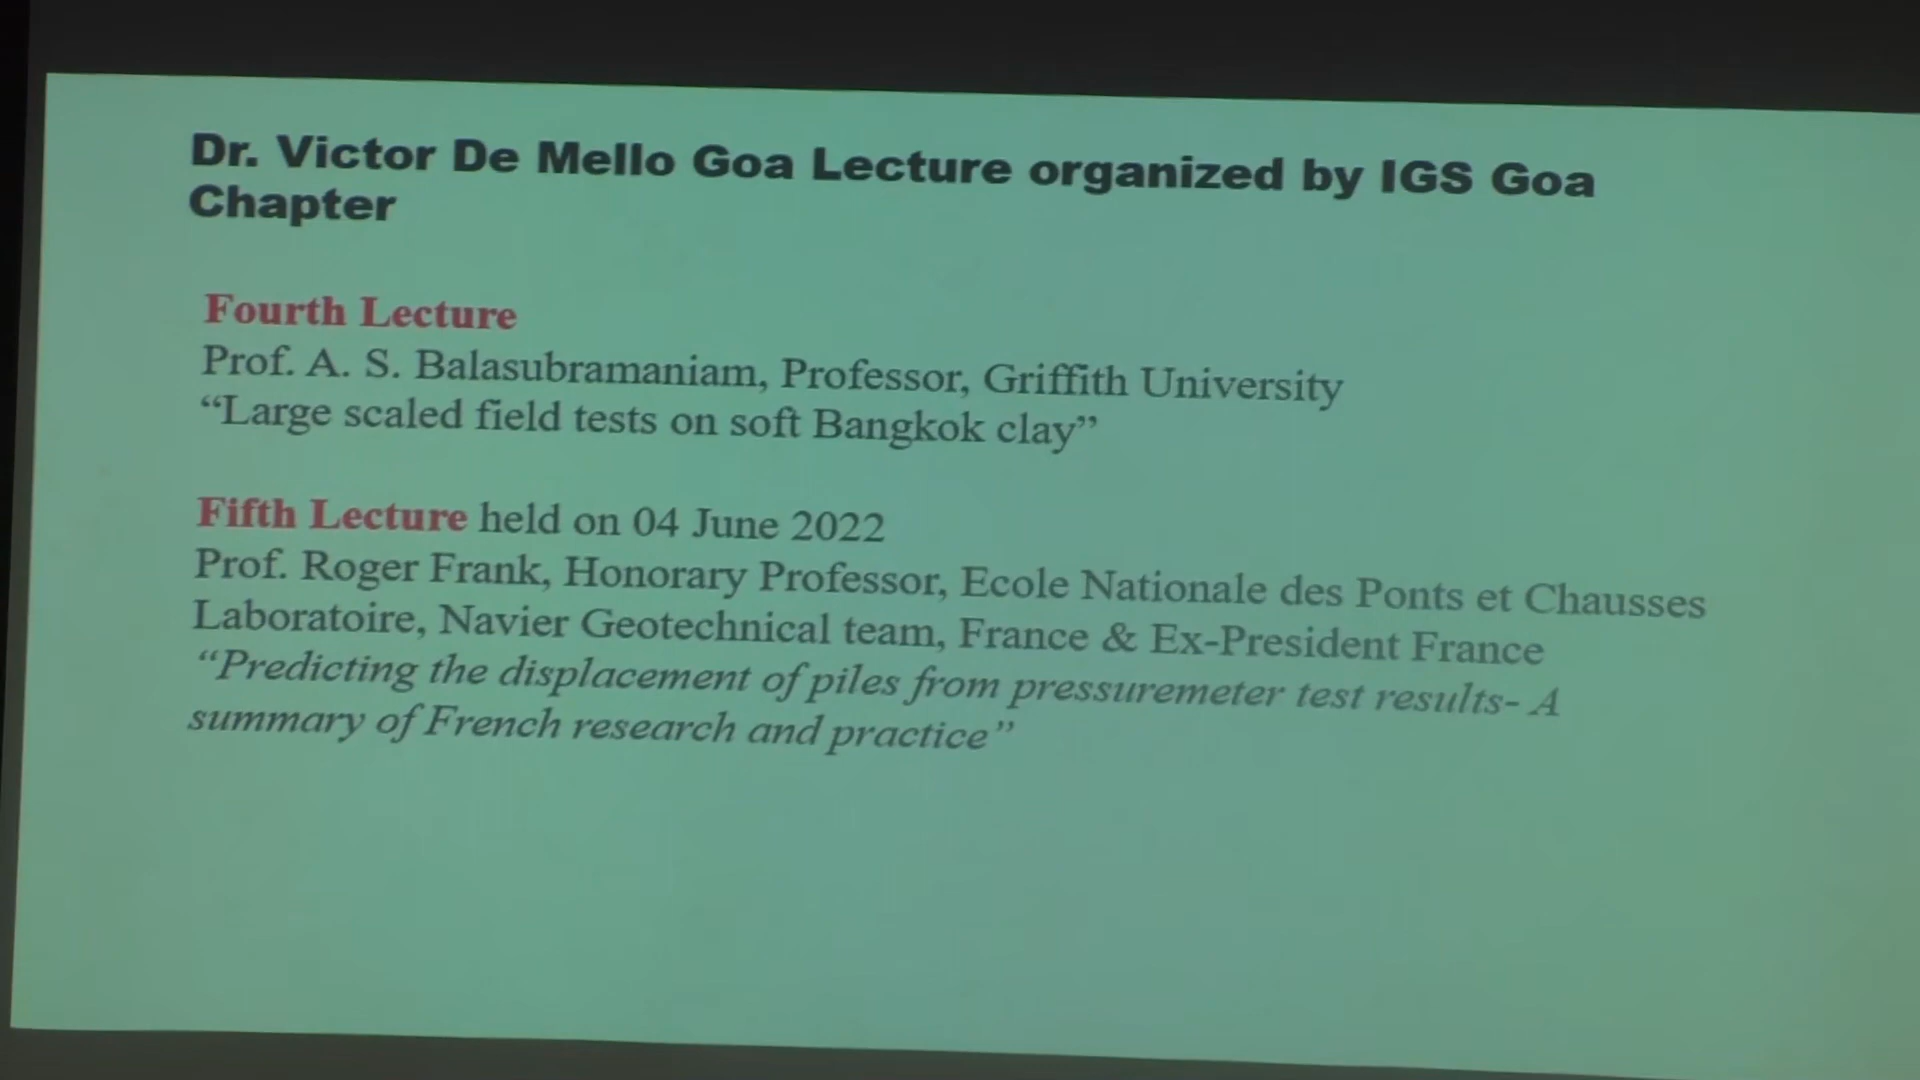 Dr. Victor De Mello Goa Lecture organized by IGS Goa
Chapter
Fourth Lecture
Prof. A. S. Balasubramaniam, Professor, Griffith University
“Large scaled field tests on soft Bangkok clay”
Fifth Lecture held on 04 June 2022
Prof. Roger Frank, Honorary Professor, Ecole Nationale des Ponts et Chausses
Laboratoire, Navier Geotechnical team, France & Ex-President France
“Predicting the displacement of piles from pressuremeter test results- A
summary of French research and practice”